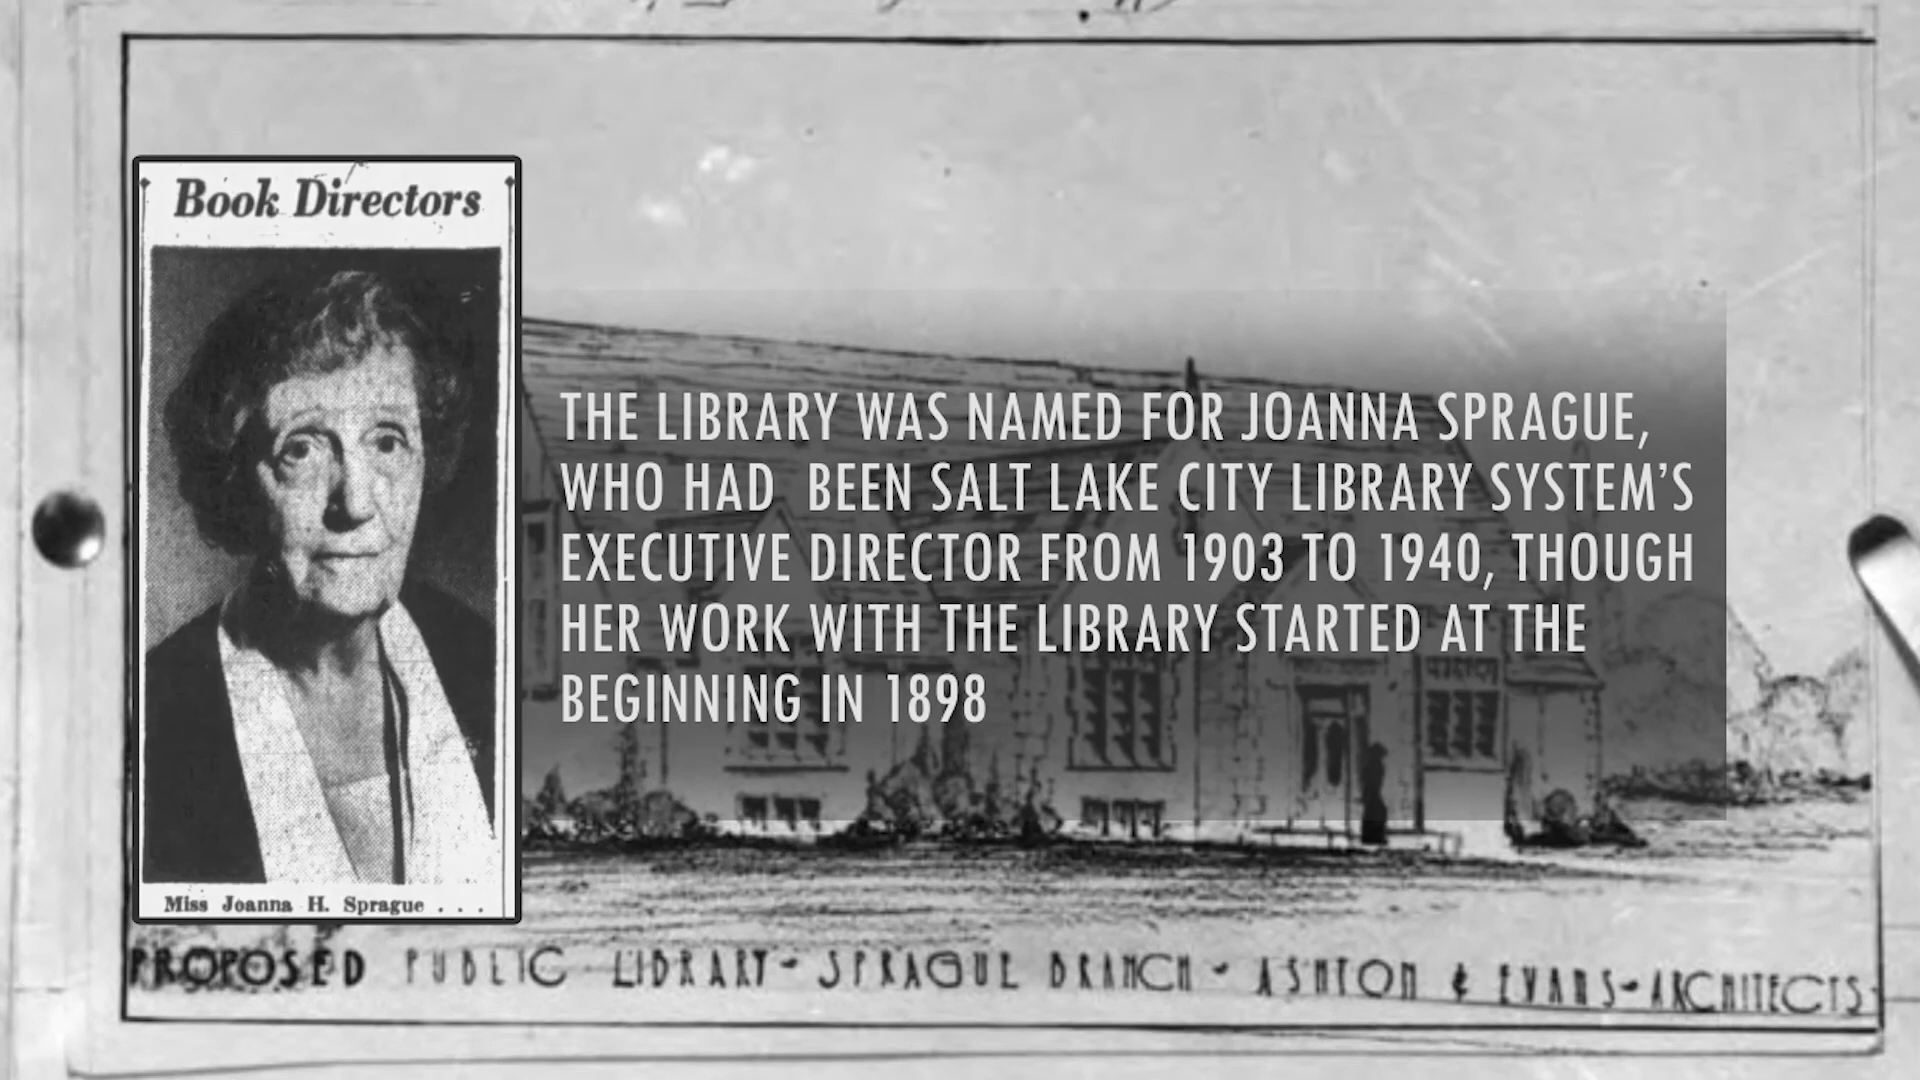 Book Directors
THE LIBRARY WAS NAMED FOR JOANNA SPRAGUE,
WHO HAD  BEEN SALT LAKE CITY LIBRARY SYSTEM’S
EXECUTIVE DIRECTOR FROM 1903 TO 1940, THOUGH
HER WORK WITH THE LIBRARY STARTED AT THE
BEGINNING IN 1898
Miss Joanna H. Sprague . . .
PROPOSED PUBLIC LIBRARY - SPRAGUE BRANCH - ASHTON & EVANS - ARCHITECTS